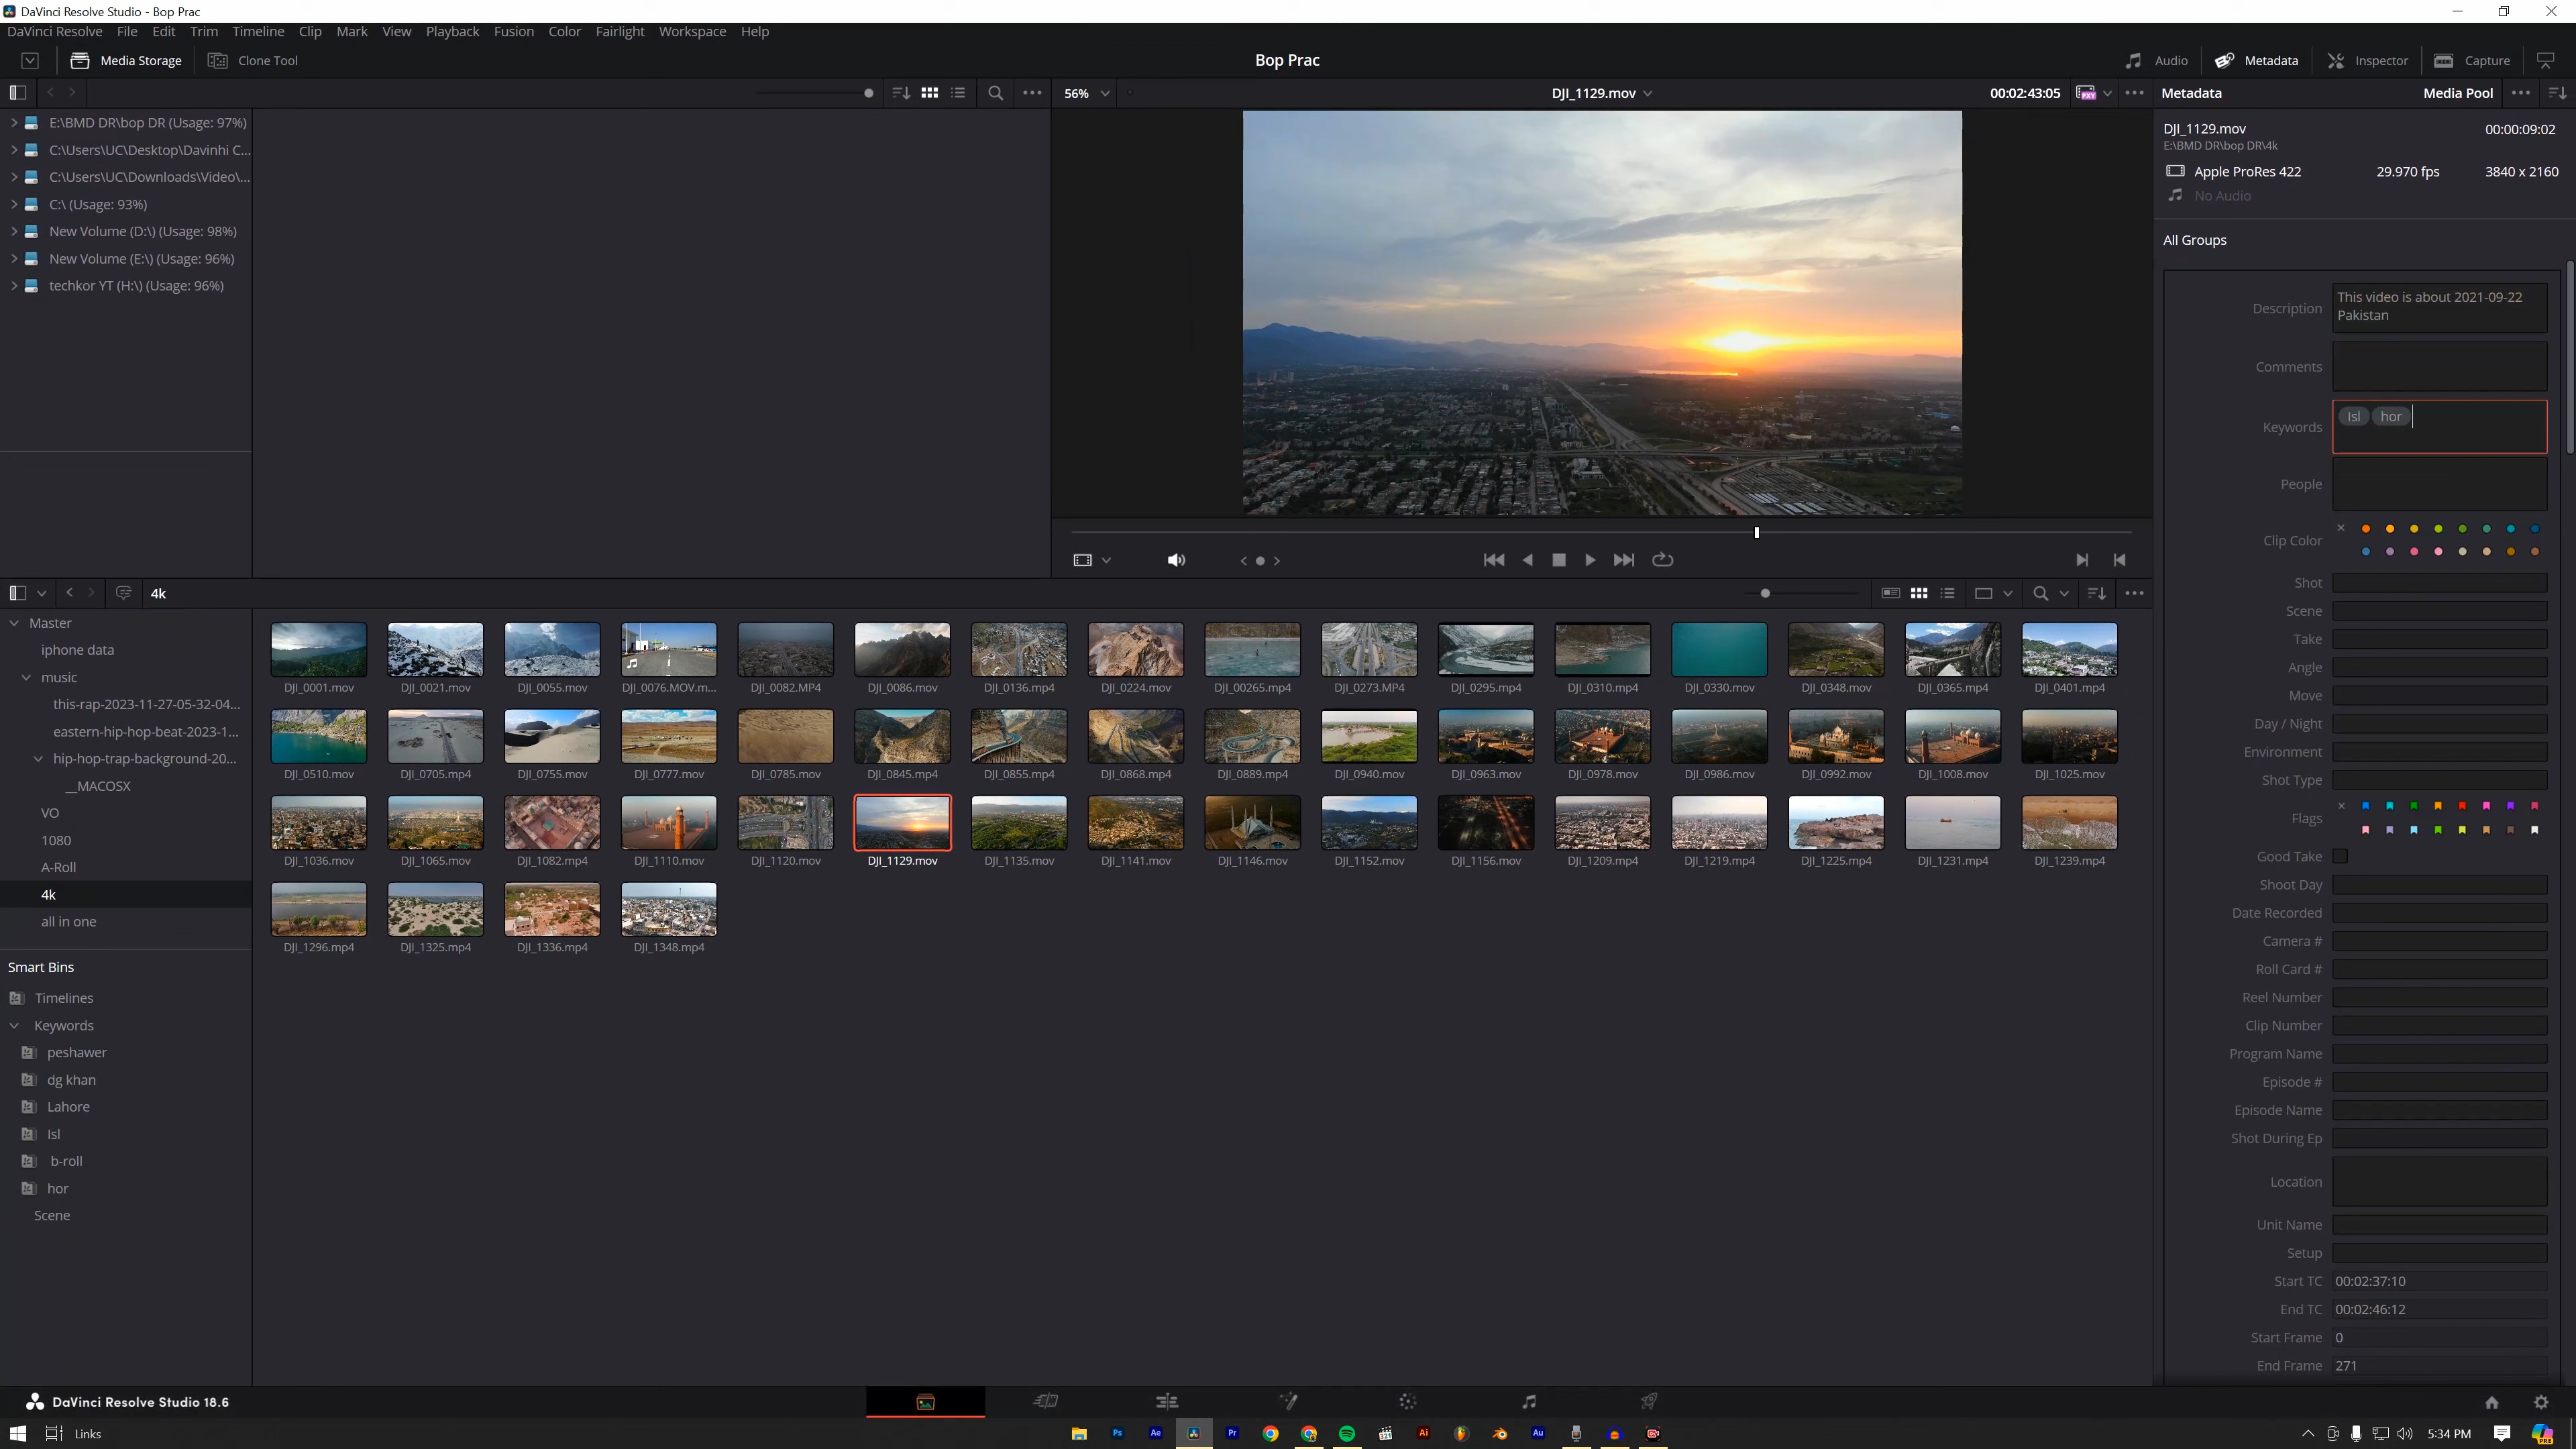 DaVinci Resolve Studio - Bop Prac
DaVinci Resolve File Edit Trim Timeline Clip Mark View Playback Fusion Color Fairlight Workspace Help
Media Storage Clone Tool Bop Prac Audio Metadata Inspector Capture
56% DJI_1129.mov 00:02:43:05 Metadata Media Pool
E:\BMD DR\bop DR (Usage: 97%)
C:\Users\UC\Desktop\Davinhi C...
C:\Users\UC\Downloads\Video\...
C:\ (Usage: 93%)
New Volume (D:\) (Usage: 98%)
New Volume (E:\) (Usage: 96%)
techkor YT (H:\) (Usage: 96%)
DJI_1129.mov 00:00:09:02
E:\BMD DR\bop DR\4k
Apple ProRes 422 29.970 fps 3840 x 2160
No Audio
All Groups
Description This video is about 2021-09-22
Pakistan
Comments
Keywords Isl hor
People
Clip Color
Shot
Scene
Take
Angle
Move
Day / Night
Environment
Shot Type
Flags
Good Take
Shoot Day
Date Recorded
Camera #
Roll Card #
Reel Number
Clip Number
Program Name
Episode #
Episode Name
Shot During Ep
Location
Unit Name
Setup
Start TC 00:02:37:10
End TC 00:02:46:12
Start Frame 0
End Frame 271
4k
Master
iphone data
music
this-rap-2023-11-27-05-32-04...
eastern-hip-hop-beat-2023-1...
hip-hop-trap-background-20...
__MACOSX
VO
1080
A-Roll
4k
all in one
Smart Bins
Timelines
Keywords
peshawer
dg khan
Lahore
Isl
b-roll
hor
Scene
DJI_0001.mov DJI_0021.mov DJI_0055.mov DJI_0076.MOV.m... DJI_0082.MP4 DJI_0086.mov DJI_0136.mp4 DJI_0224.mov DJI_00265.mp4 DJI_0273.MP4 DJI_0295.mp4 DJI_0310.mp4 DJI_0330.mov DJI_0348.mov DJI_0365.mp4 DJI_0401.mp4
DJI_0510.mov DJI_0705.mp4 DJI_0755.mov DJI_0777.mov DJI_0785.mov DJI_0845.mp4 DJI_0855.mp4 DJI_0868.mp4 DJI_0889.mp4 DJI_0940.mov DJI_0963.mov DJI_0978.mov DJI_0986.mov DJI_0992.mov DJI_1008.mov DJI_1025.mov
DJI_1036.mov DJI_1065.mov DJI_1082.mp4 DJI_1110.mov DJI_1120.mov DJI_1129.mov DJI_1135.mov DJI_1141.mov DJI_1146.mov DJI_1152.mov DJI_1156.mov DJI_1209.mp4 DJI_1219.mp4 DJI_1225.mp4 DJI_1231.mp4 DJI_1239.mp4
DJI_1296.mp4 DJI_1325.mp4 DJI_1336.mp4 DJI_1348.mp4
DaVinci Resolve Studio 18.6
Links Ps Ae Pr Ai Au 5:34 PM PRE